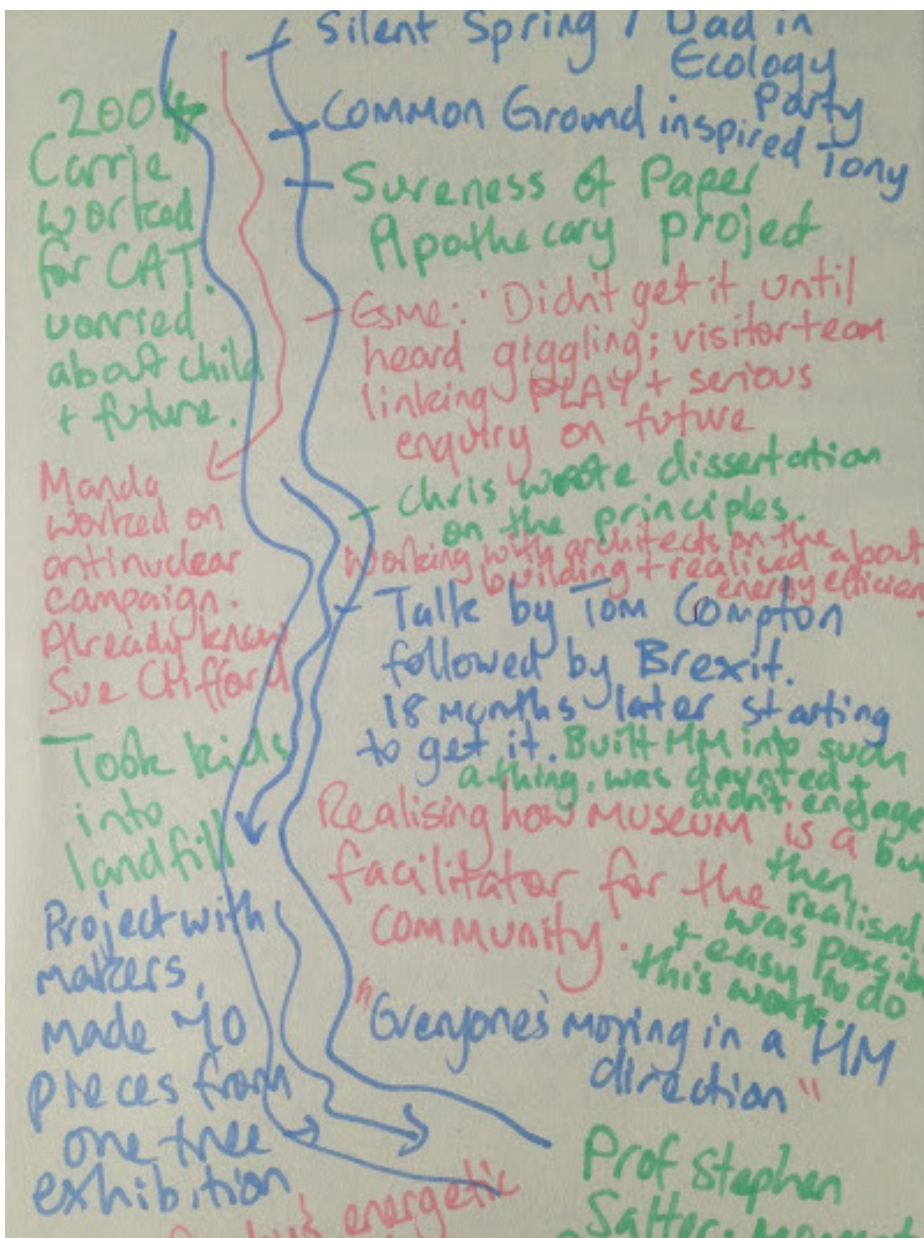 Silent Spring / Dad in
Ecology
Party
Common Ground inspired Tony
Sureness of Paper
Apothecary project
Esme: 'Didn't get it until
heard giggling; visitor team
linking PLAY + serious
enquiry on future
Chris wrote dissertation
on the principles.
Working with architects on the about
building + realised
energy efficien
Talk by Tom Compton
followed by Brexit.
18 months later starting
to get it.
Built HM into such
a thing, was daunted +
didn't engage
but
then
realised
was possib
+ easy to do
this work.
Realising how MUSEUM is a
facilitator for the
community.
"Everyone's moving in a HM
direction"
Prof Stephen
Salter:
2004
Carrie
worked
for CAT.
worried
about child
+ future.
Manda
worked on
antinuclear
campaign.
Already knew
Sue Clifford
Took kids
into
landfill
Project with
makers,
made 40
pieces from
one tree
exhibition
energetic